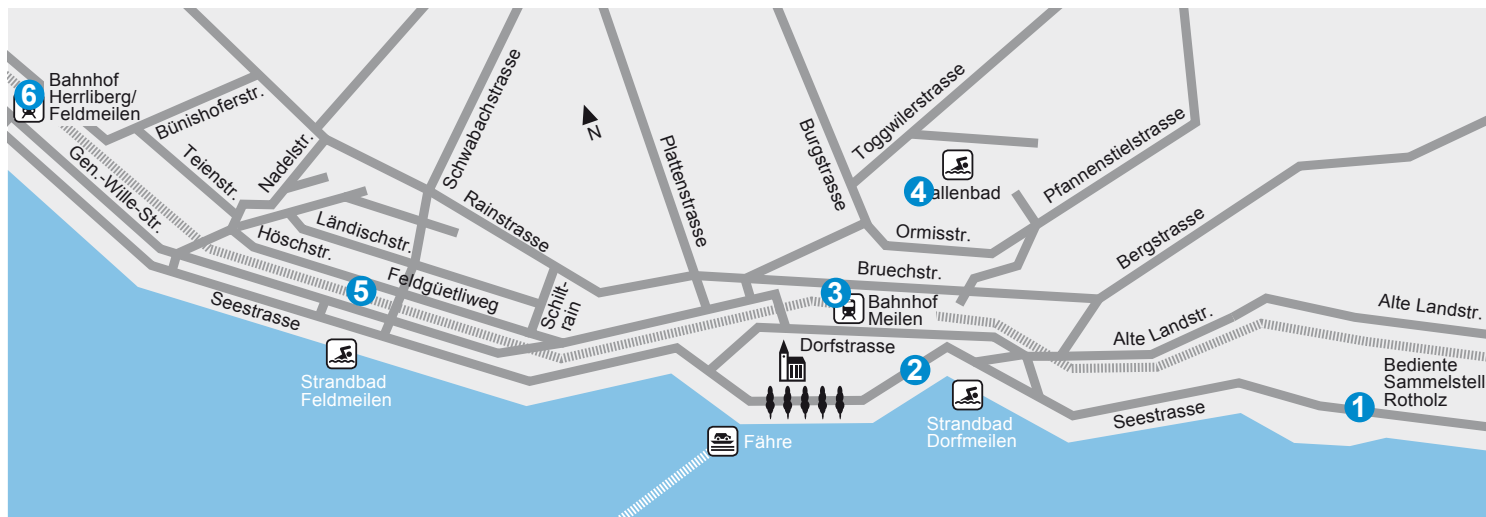 6
Bahnhof
Herrliberg/
Feldmeilen
Bünishoferstr.
Teienstr.
Nadelstr.
Gen.-Wille-Str.
Schwabachstrasse
N
Rainstrasse
Ländischstr.
Höschstr.
Feldgüetliweg
5
Schilt-
rain
Seestrasse
Strandbad
Feldmeilen
Plattenstrasse
Burgstrasse
Toggwilerstrasse
4
allenbad
Pfannenstielstrasse
Ormisstr.
Bergstrasse
Bruechstr.
3
Bahnhof
Meilen
Dorfstrasse
2
Alte Landstr.
Alte Landstr.
Strandbad
Dorfmeilen
Fähre
Seestrasse
Bediente
Sammelstell
Rotholz
1